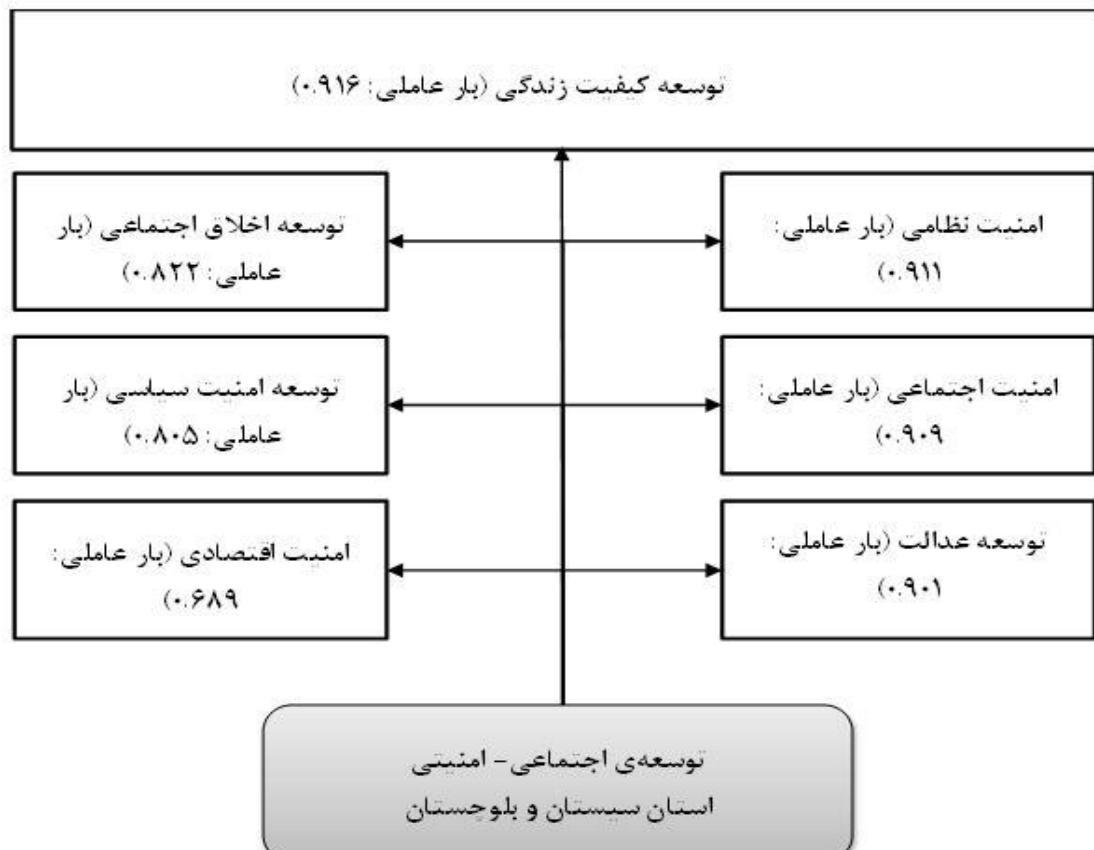 توسعه کیفیت زندگی (بار عاملی: ۰.۹۱۶)
امنیت نظامی (بار عاملی:
۰.۹۱۱)
توسعه اخلاق اجتماعی (بار
عاملی: ۰.۸۲۲)
امنیت اجتماعی (بار عاملی:
۰.۹۰۹)
توسعه امنیت سیاسی (بار
عاملی: ۰.۸۰۵)
توسعه عدالت (بار عاملی:
۰.۹۰۱)
امنیت اقتصادی (بار عاملی:
۰.۶۸۹)
توسعه‌ی اجتماعی- امنیتی
استان سیستان و بلوچستان